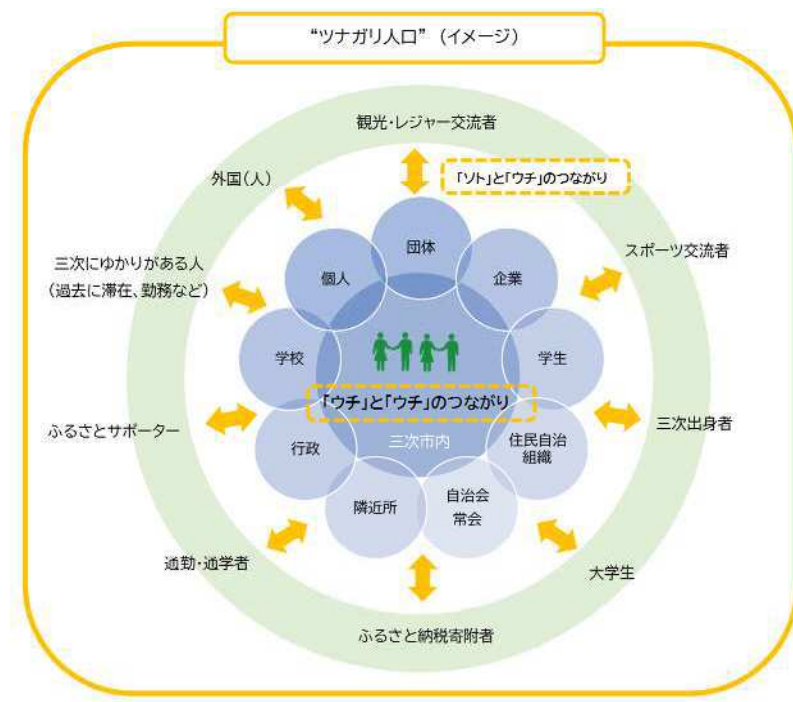 “ツナガリ人口”（イメージ）
観光・レジャー交流者
「ソト」と「ウチ」のつながり
外国（人）
スポーツ交流者
三次にゆかりがある人
（過去に滞在、勤務など）
団体
個人
企業
学校
学生
「ウチ」と「ウチ」のつながり
三次市内
ふるさとサポーター
三次出身者
行政
住民自治
組織
隣近所
自治会
常会
通勤・通学者
大学生
ふるさと納税寄附者